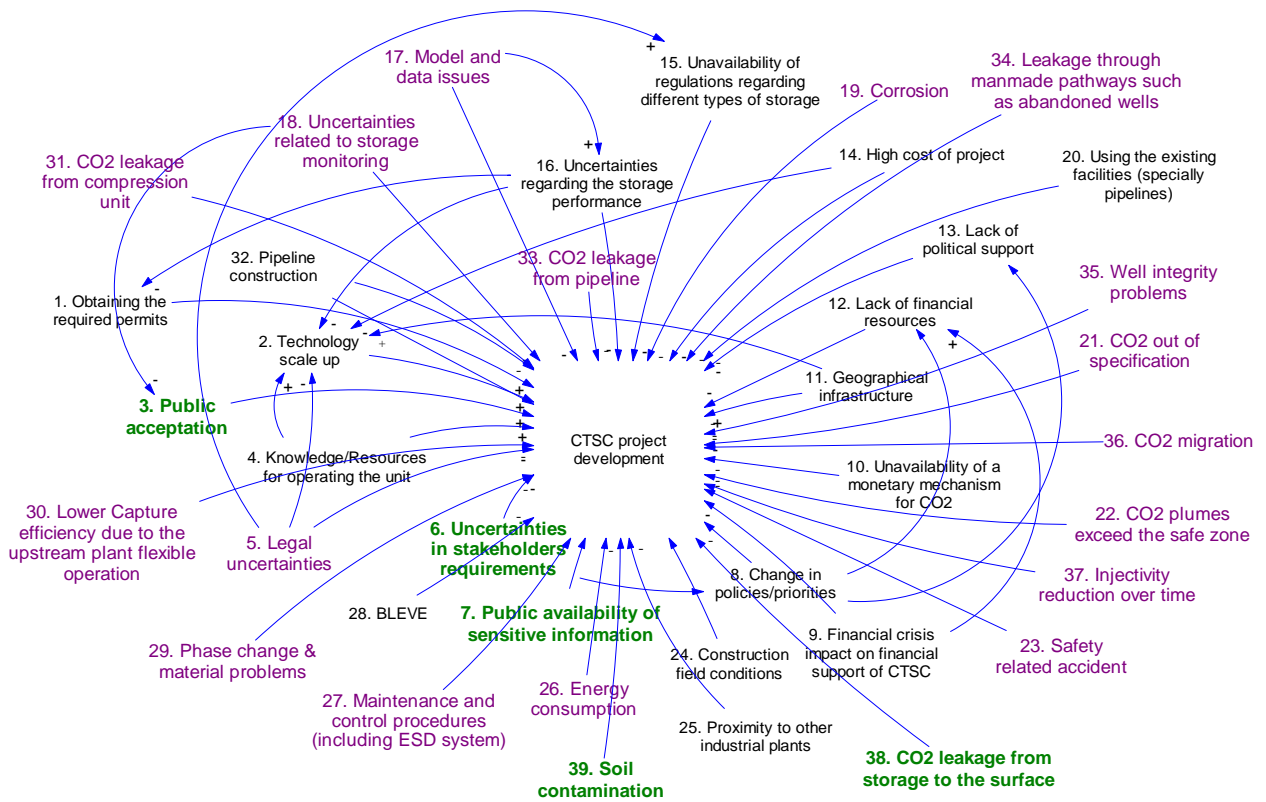 17. Model and
data issues
15. Unavailability of
regulations regarding
different types of storage
34. Leakage through
manmade pathways such
as abandoned wells
19. Corrosion
18. Uncertainties
related to storage
monitoring
31. CO2 leakage
from compression
unit
16. Uncertainties
regarding the storage
performance
14. High cost of project
20. Using the existing
facilities (specially
pipelines)
13. Lack of
political support
32. Pipeline
construction
33. CO2 leakage
from pipeline
35. Well integrity
problems
1. Obtaining the
required permits
12. Lack of financial
resources
2. Technology
scale up
21. CO2 out of
specification
11. Geographical
infrastructure
3. Public
acceptation
CTSC project
development
36. CO2 migration
4. Knowledge/Resources
for operating the unit
10. Unavailability of a
monetary mechanism
for CO2
30. Lower Capture
efficiency due to the
upstream plant flexible
operation
5. Legal
uncertainties
6. Uncertainties
in stakeholders
requirements
22. CO2 plumes
exceed the safe zone
8. Change in
policies/priorities
37. Injectivity
reduction over time
28. BLEVE
7. Public availability of
sensitive information
9. Financial crisis
impact on financial
support of CTSC
23. Safety
related accident
29. Phase change &
material problems
24. Construction
field conditions
26. Energy
consumption
27. Maintenance and
control procedures
(including ESD system)
25. Proximity to other
industrial plants
38. CO2 leakage from
storage to the surface
39. Soil
contamination